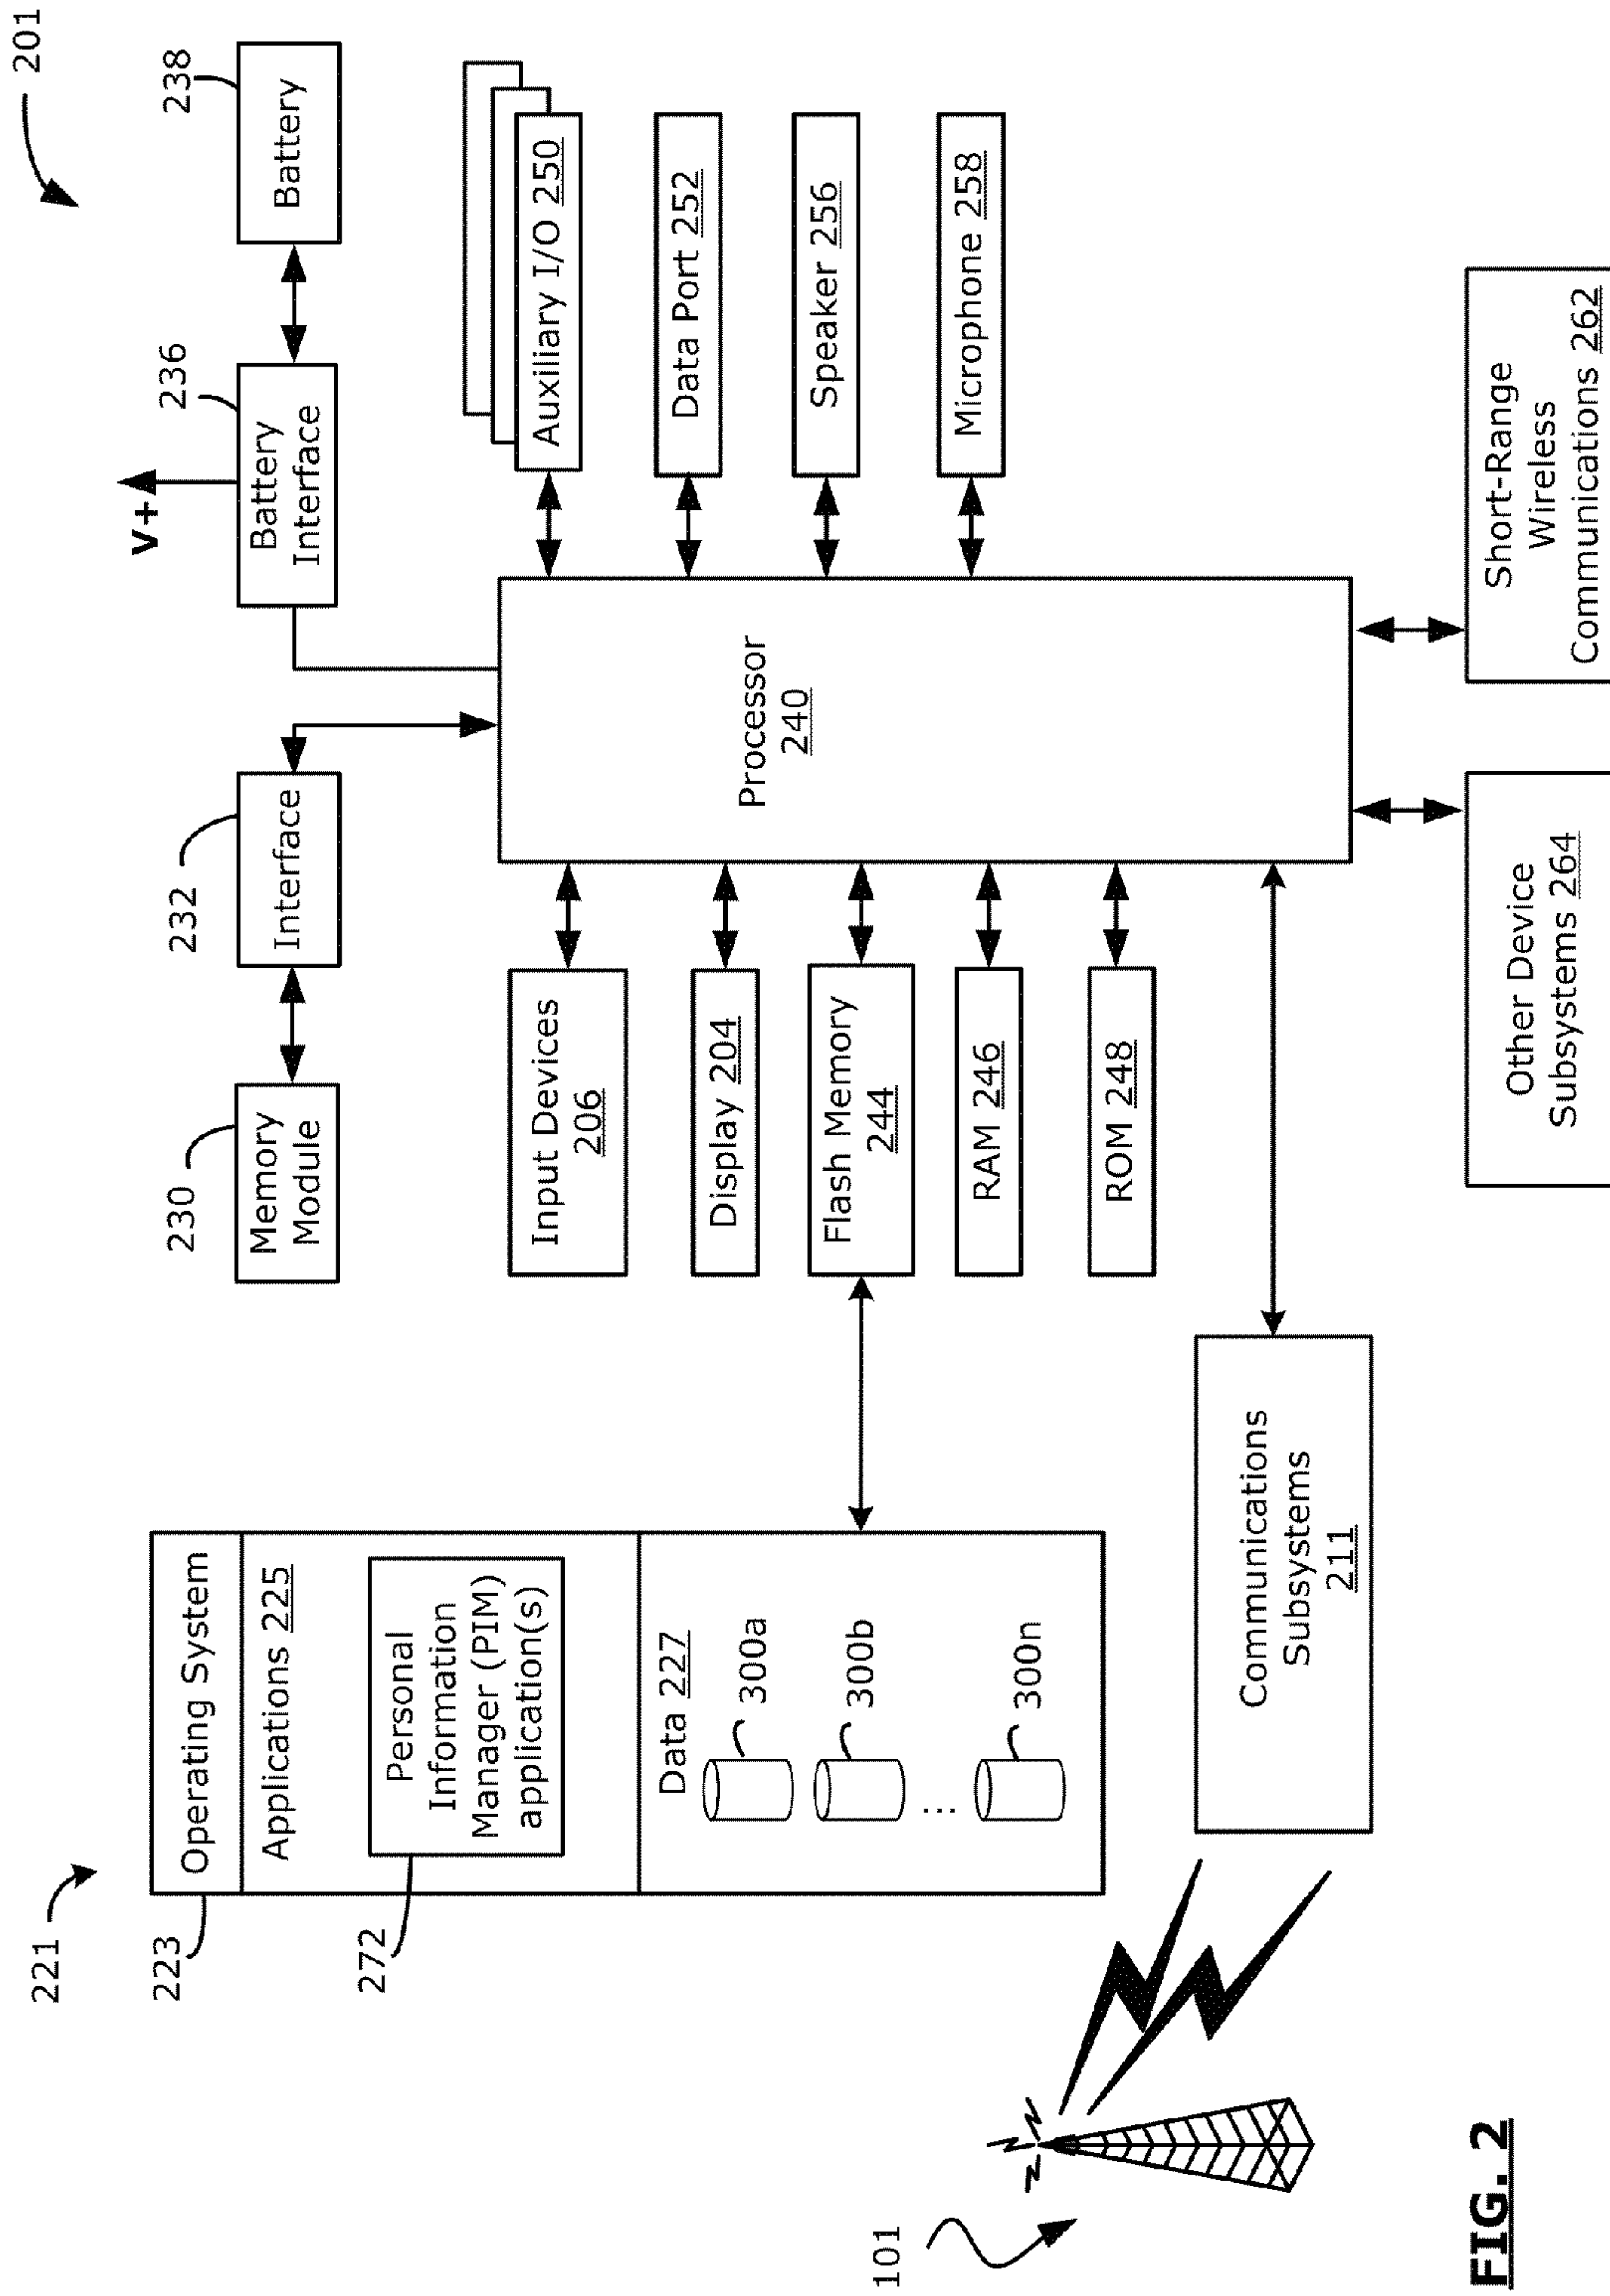 201
221
223
Operating System
Applications 225
272
Personal
Information
Manager (PIM)
application(s)
Data 227
300a
300b
...
300n
230
Memory
Module
232
Interface
V+
236
Battery
Interface
238
Battery
Input Devices
206
Display 204
Flash Memory
244
RAM 246
ROM 248
Processor
240
Auxiliary I/O 250
Data Port 252
Speaker 256
Microphone 258
101
Communications
Subsystems
211
Other Device
Subsystems 264
Short-Range
Wireless
Communications 262
FIG. 2